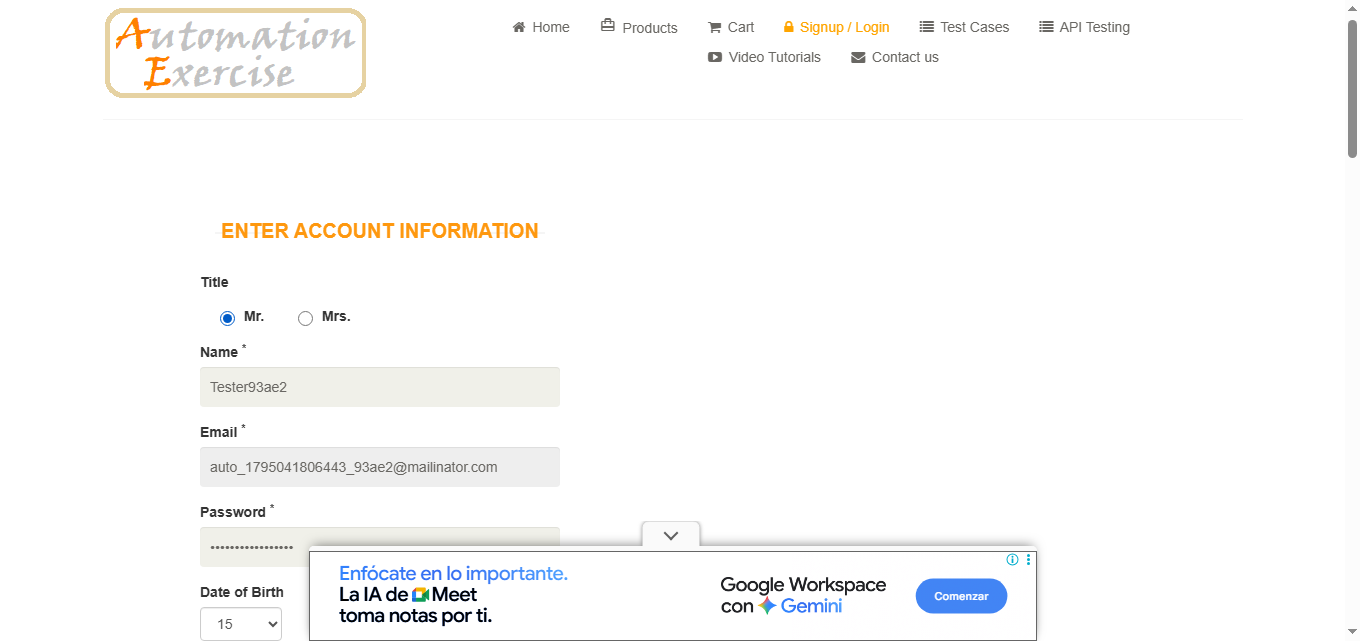 Automation
Exercise
Home
Products
Cart
Signup / Login
Test Cases
API Testing
Video Tutorials
Contact us
ENTER ACCOUNT INFORMATION
Title
Mr.
Mrs.
Name *
Tester93ae2
Email *
auto_1795041806443_93ae2@mailinator.com
Password *
•••••••••••••••••
Date of Birth
15
Enfócate en lo importante.
La IA de Meet
toma notas por ti.
Google Workspace
con Gemini
Comenzar